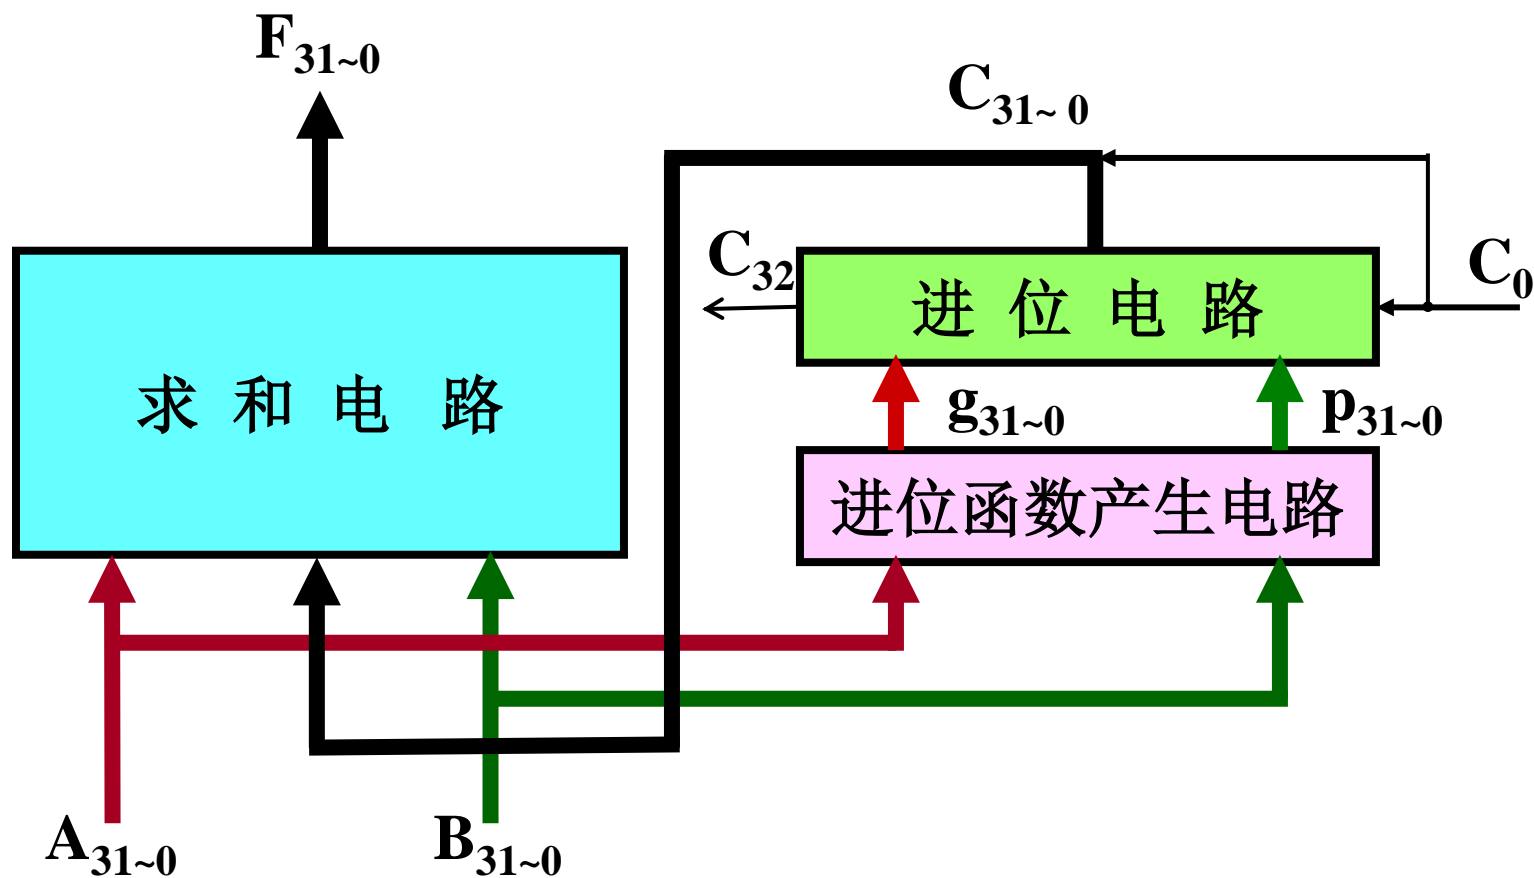 F31~0
C31~ 0
C32
C0
进 位 电 路
求 和 电 路
g31~0
p31~0
进位函数产生电路
A31~0
B31~0